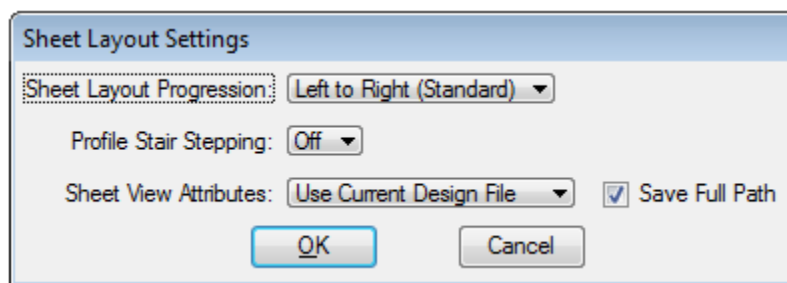 Sheet Layout Settings
Sheet Layout Progression: Left to Right (Standard)
Profile Stair Stepping: Off
Sheet View Attributes: Use Current Design File Save Full Path
OK Cancel